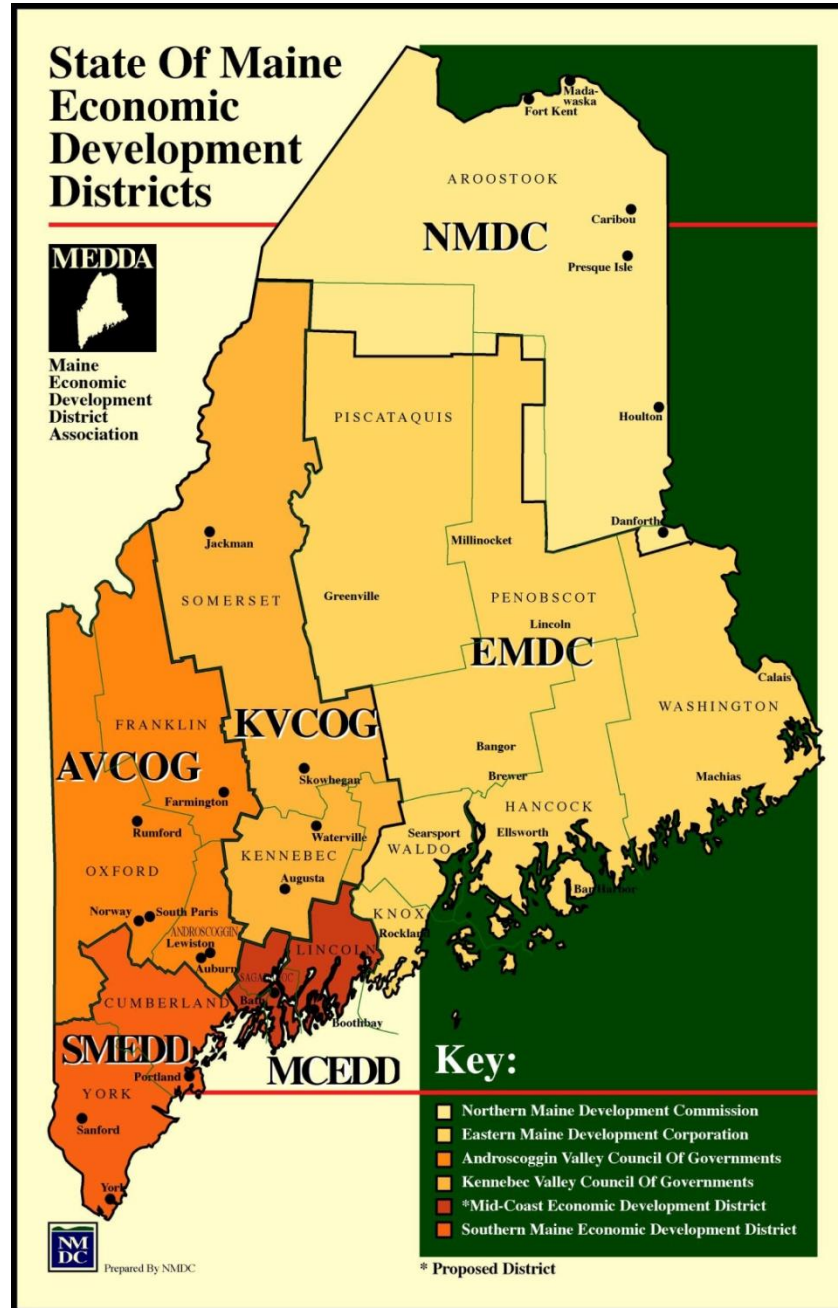 State Of Maine
Economic
Development
Districts
MEDDA
Maine
Economic
Development
District
Association
Mada-
waska
Fort Kent
AROOSTOOK
Caribou
NMDC
Presque Isle
PISCATAQUIS
Houlton
Danforth
Jackman
Millinocket
SOMERSET
Greenville
PENOBSCOT
Lincoln
EMDC
Calais
WASHINGTON
FRANKLIN
KVCOG
AVCOG
Bangor
Skowhegan
Brewer
Machias
Farmington
HANCOCK
Rumford
Waterville
Searsport
Ellsworth
KENNEBEC
WALDO
OXFORD
Augusta
Bar Harbor
Norway
South Paris
KNOX
ANDROSCOGGIN
Rockland
Lewiston
LINCOLN
Auburn
SAGADAHOC
CUMBERLAND
Bath
Boothbay
SMEDD
MCEDD
Portland
YORK
Sanford
York
Key:
Northern Maine Development Commission
Eastern Maine Development Corporation
Androscoggin Valley Council Of Governments
Kennebec Valley Council Of Governments
*Mid-Coast Economic Development District
Southern Maine Economic Development District
NM
DC
Prepared By NMDC
* Proposed District